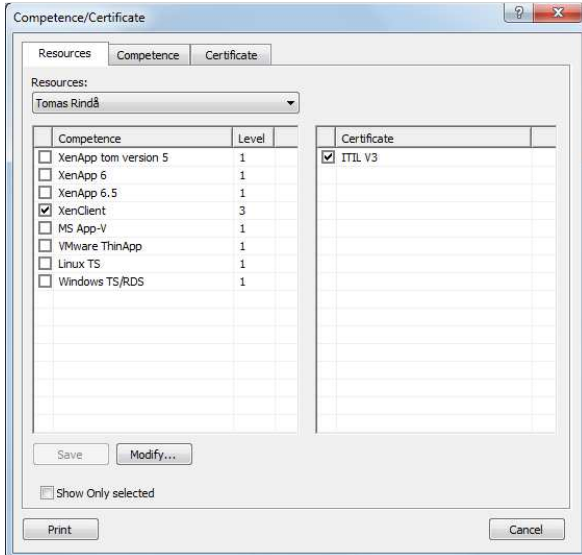 Competence/Certificate
Resources Competence Certificate
Resources:
Tomas Rindå
Competence Level Certificate
XenApp tom version 5 1 ITIL V3
XenApp 6 1
XenApp 6.5 1
XenClient 3
MS App-V 1
VMware ThinApp 1
Linux TS 1
Windows TS/RDS 1
Save Modify...
Show Only selected
Print Cancel